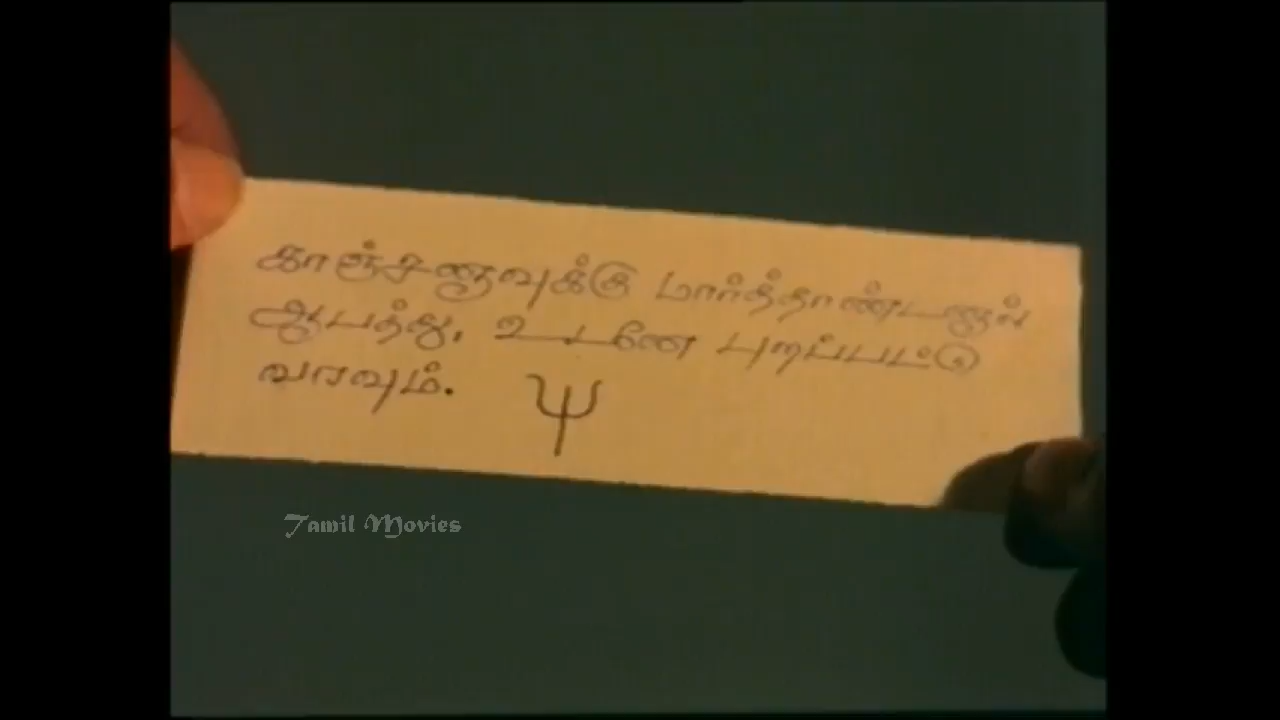 காஞ்சனாவுக்கு மார்த்தாண்டனால்
ஆபத்து. உடனே புறப்பட்டு
வரவும்.
Tamil Movies